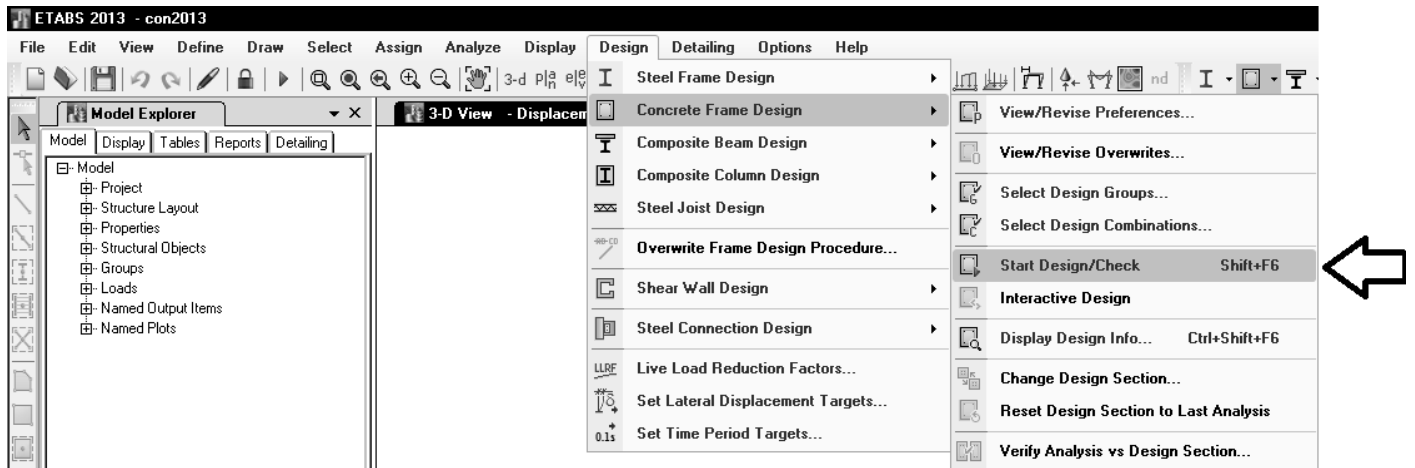 ETABS 2013 - con2013
File Edit View Define Draw Select Assign Analyze Display Design Detailing Options Help
3-d nd
Model Explorer
3-D View - Displacem
Model Display Tables Reports Detailing
Model
Project
Structure Layout
Properties
Structural Objects
Groups
Loads
Named Output Items
Named Plots
Steel Frame Design
Concrete Frame Design
Composite Beam Design
Composite Column Design
Steel Joist Design
Overwrite Frame Design Procedure...
Shear Wall Design
Steel Connection Design
LLRF Live Load Reduction Factors...
Set Lateral Displacement Targets...
0.1s Set Time Period Targets...
View/Revise Preferences...
View/Revise Overwrites...
Select Design Groups...
Select Design Combinations...
Start Design/Check Shift+F6
Interactive Design
Display Design Info... Ctrl+Shift+F6
Change Design Section...
Reset Design Section to Last Analysis
Verify Analysis vs Design Section...